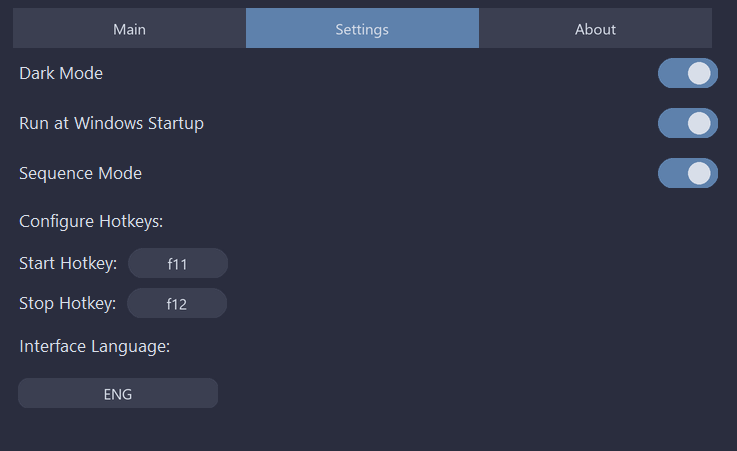 Main Settings About
Dark Mode
Run at Windows Startup
Sequence Mode
Configure Hotkeys:
Start Hotkey: f11
Stop Hotkey: f12
Interface Language:
ENG